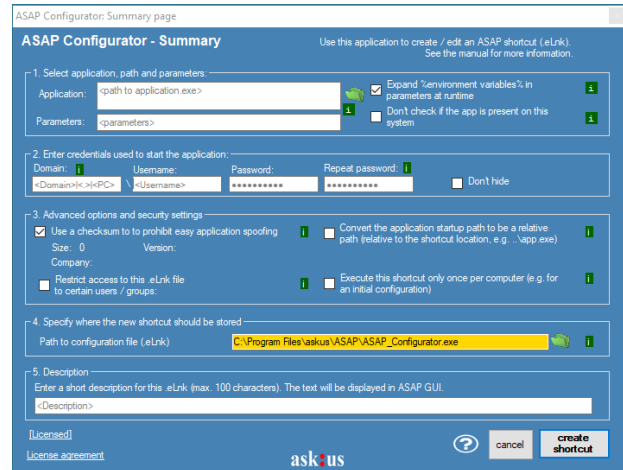 ASAP Configurator: Summary page
ASAP Configurator - Summary
Use this application to create / edit an ASAP shortcut (.eLnk).
See the manual for more information.
1. Select application, path and parameters:
Application:
<path to application.exe>
Expand %environment variables% in
parameters at runtime
i
i
Parameters:
<parameters>
Don't check if the app is present on this
system
i
2. Enter credentials used to start the application:
Domain:
i
Username:
Password:
Repeat password:
i
<Domain>|<.>|<PC>
\
<Username>
••••••••••
••••••••••
Don't hide
3. Advanced options and security settings
Use a checksum to to prohibit easy application spoofing
i
Size: 0
Version:
Company:
Convert the application startup path to be a relative
path (relative to the shortcut location, e.g. ..\app.exe)
i
Restrict access to this .eLnk file
to certain users / groups:
i
Execute this shortcut only once per computer (e.g. for
an initial configuration)
i
4. Specify where the new shortcut should be stored
Path to configuration file (.eLnk)
C:\Program Files\askus\ASAP\ASAP_Configurator.exe
i
5. Description
Enter a short description for this .eLnk (max. 100 characters). The text will be displayed in ASAP GUI.
<Description>
[Licensed]
License agreement
ask:us
?
cancel
create
shortcut